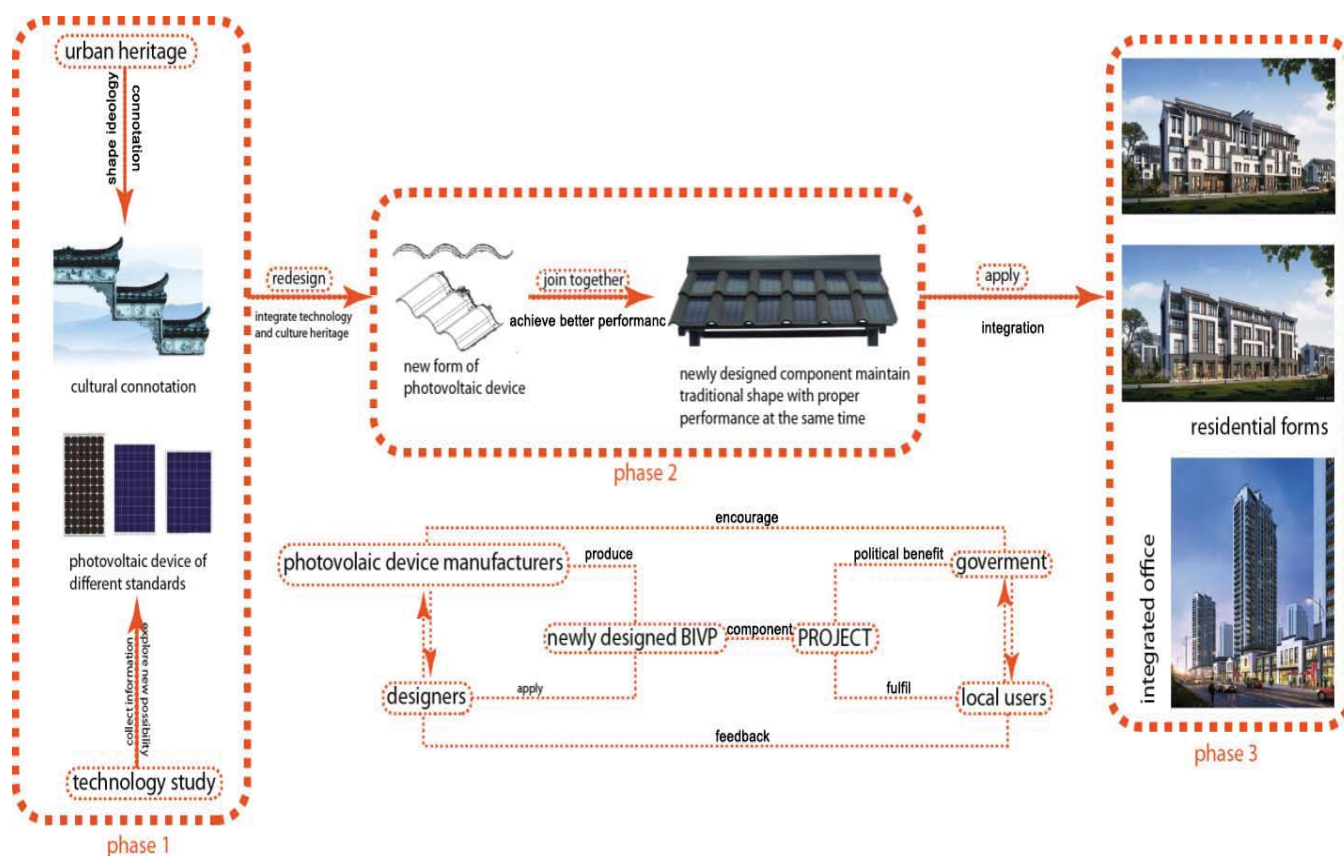 urban heritage
shape ideology
connotation
cultural connotation
photovoltaic device of
different standards
collect information
explore new possibility
technology study
phase 1
redesign
integrate technology
and culture heritage
new form of
photovoltaic device
join together
achieve better performanc
newly designed component maintain
traditional shape with proper
performance at the same time
phase 2
apply
integration
residential forms
integrated office
phase 3
encourage
photovolaic device manufacturers
produce
political benefit
goverment
newly designed BIVP
component
PROJECT
designers
apply
fulfil
local users
feedback